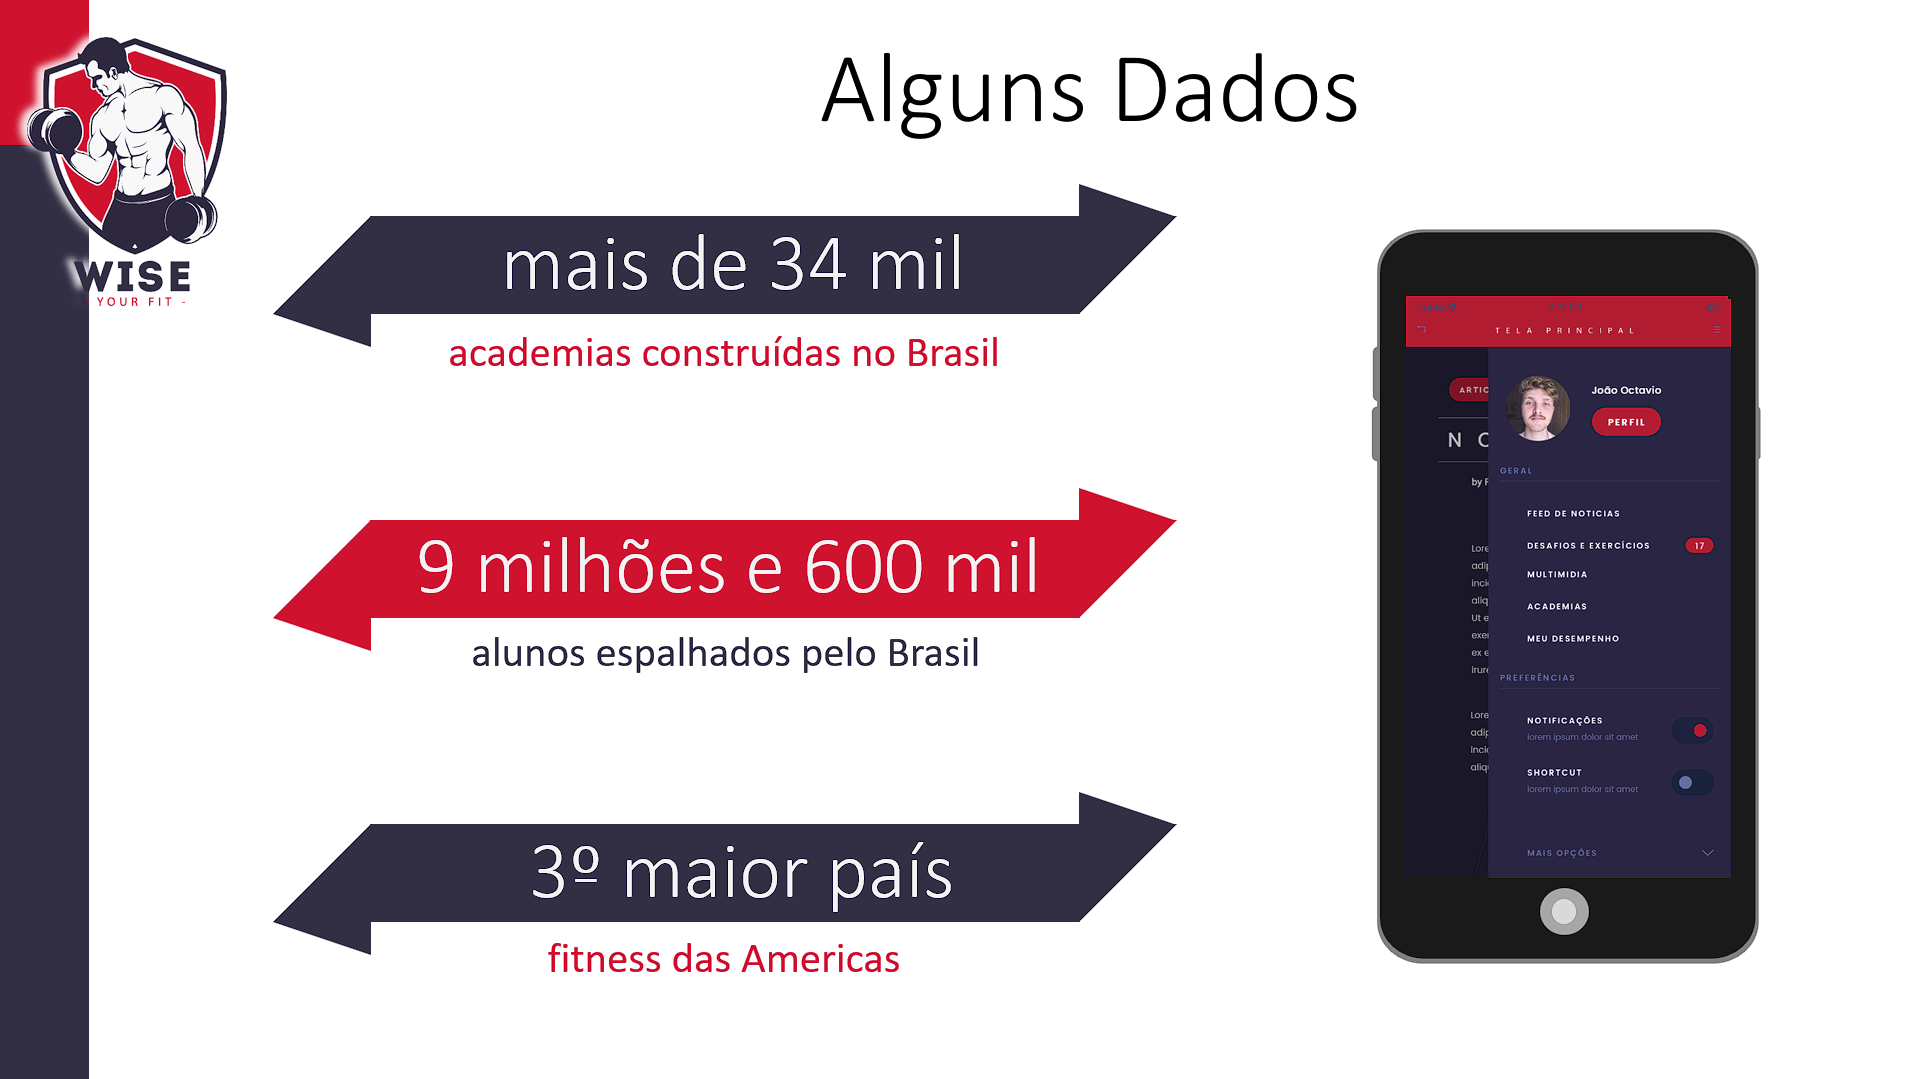 Alguns Dados
WISE
- YOUR FIT -
mais de 34 mil
academias construídas no Brasil
9 milhões e 600 mil
alunos espalhados pelo Brasil
3º maior país
fitness das Americas
TELA PRINCIPAL
João Octavio
PERFIL
GERAL
FEED DE NOTICIAS
DESAFIOS E EXERCÍCIOS 17
MULTIMIDIA
ACADEMIAS
MEU DESEMPENHO
PREFERÊNCIAS
NOTIFICAÇÕES
lorem ipsum dolor sit amet
SHORTCUT
lorem ipsum dolor sit amet
MAIS OPÇÕES
ARTIC
N
by F
Lore
adip
inci
aliq
Ut e
exer
ex e
irure
Lore
adip
inci
aliq